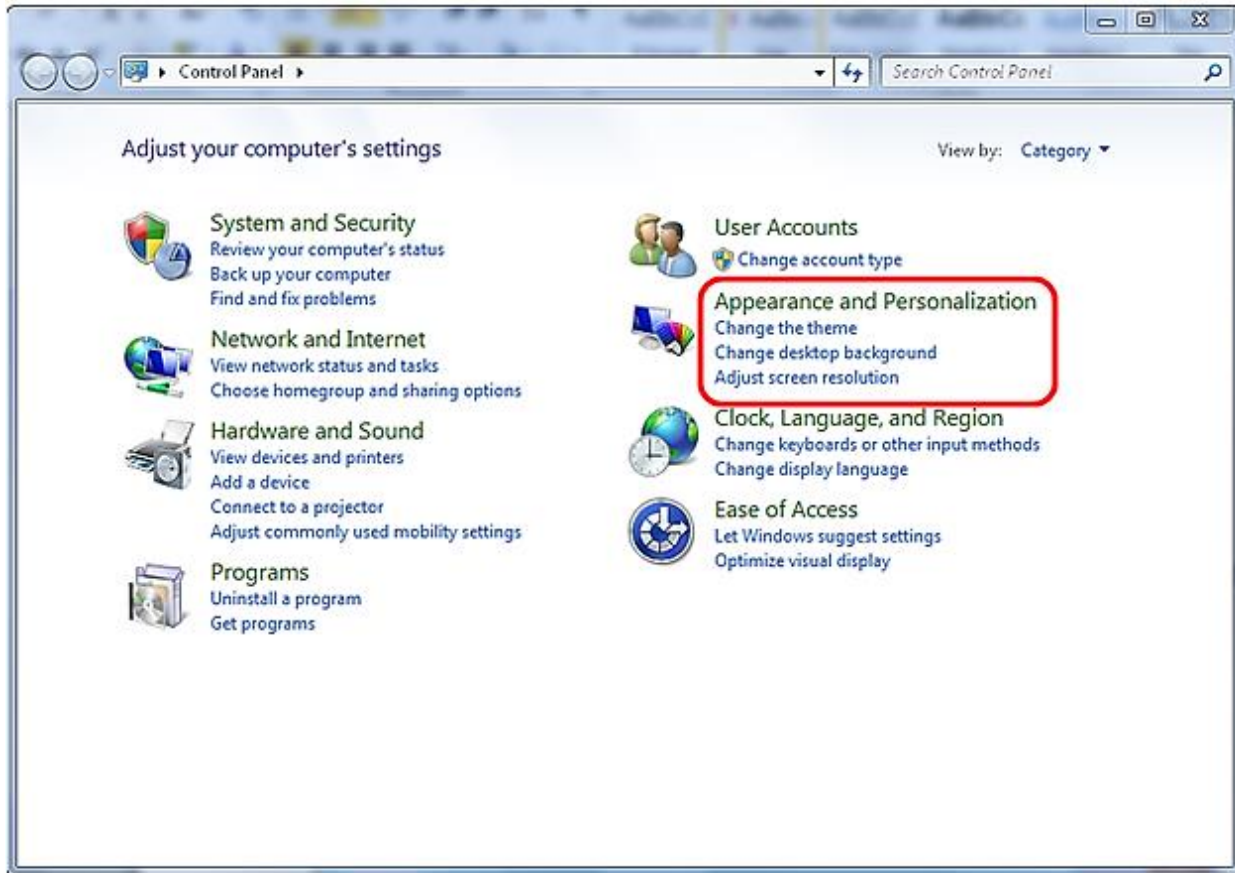 Control Panel
Search Control Panel
Adjust your computer's settings
View by: Category
System and Security
Review your computer's status
Back up your computer
Find and fix problems
Network and Internet
View network status and tasks
Choose homegroup and sharing options
Hardware and Sound
View devices and printers
Add a device
Connect to a projector
Adjust commonly used mobility settings
Programs
Uninstall a program
Get programs
User Accounts
Change account type
Appearance and Personalization
Change the theme
Change desktop background
Adjust screen resolution
Clock, Language, and Region
Change keyboards or other input methods
Change display language
Ease of Access
Let Windows suggest settings
Optimize visual display